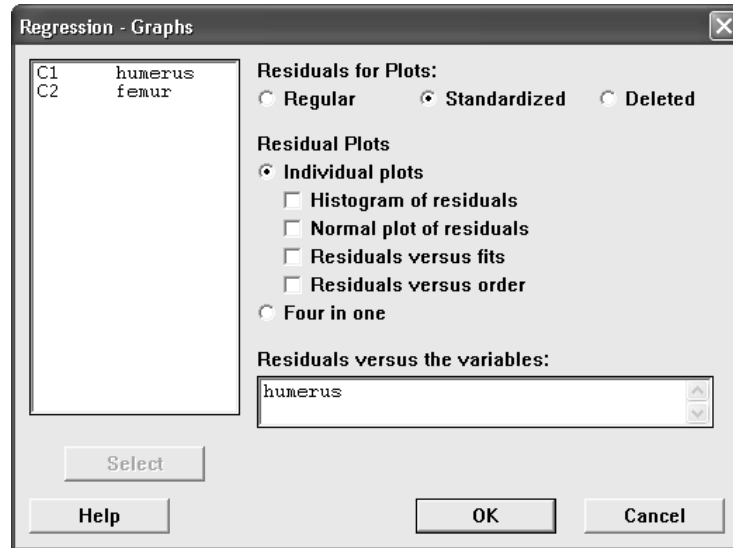 Regression - Graphs
C1 humerus
C2 femur
Residuals for Plots:
Regular Standardized Deleted
Residual Plots
Individual plots
Histogram of residuals
Normal plot of residuals
Residuals versus fits
Residuals versus order
Four in one
Residuals versus the variables:
humerus
Select
Help OK Cancel